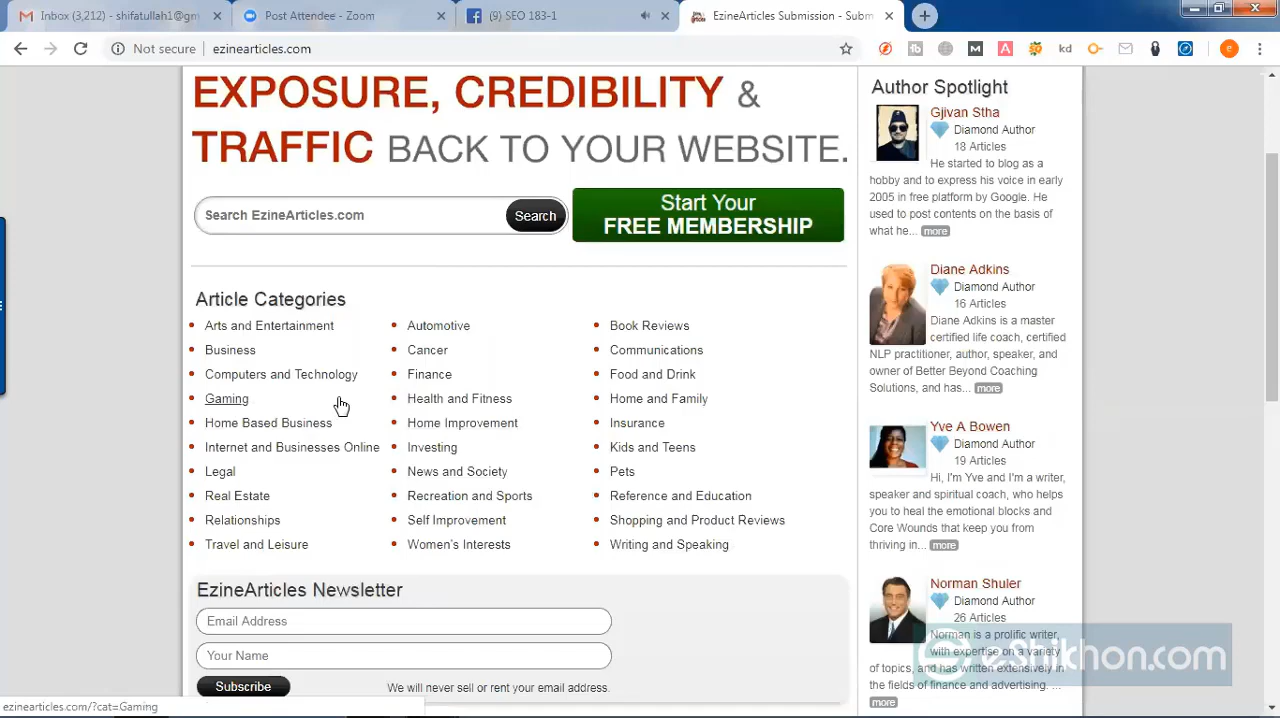 Inbox (3,212) - shifatullah1@gm
Post Attendee - Zoom
(9) SEO 183-1
EzineArticles Submission - Subm
Not secure
ezinearticles.com
kd
e
EXPOSURE, CREDIBILITY &
TRAFFIC BACK TO YOUR WEBSITE.
Search EzineArticles.com
Search
Start Your
FREE MEMBERSHIP
Article Categories
Arts and Entertainment
Business
Computers and Technology
Gaming
Home Based Business
Internet and Businesses Online
Legal
Real Estate
Relationships
Travel and Leisure
Automotive
Cancer
Finance
Health and Fitness
Home Improvement
Investing
News and Society
Recreation and Sports
Self Improvement
Women's Interests
Book Reviews
Communications
Food and Drink
Home and Family
Insurance
Kids and Teens
Pets
Reference and Education
Shopping and Product Reviews
Writing and Speaking
EzineArticles Newsletter
Email Address
Your Name
Subscribe
We will never sell or rent your email address.
Author Spotlight
Gjivan Stha
Diamond Author
18 Articles
He started to blog as a
hobby and to express his voice in early
2005 in free platform by Google. He
used to post contents on the basis of
what he... more
Diane Adkins
Diamond Author
16 Articles
Diane Adkins is a master
certified life coach, certified
NLP practitioner, author, speaker, and
owner of Better Beyond Coaching
Solutions, and has... more
Yve A Bowen
Diamond Author
19 Articles
Hi, I'm Yve and I'm a writer,
speaker and spiritual coach, who helps
you to heal the emotional blocks and
Core Wounds that keep you from
thriving in... more
Norman Shuler
Diamond Author
26 Articles
Norman is a prolific writer,
with expertise on a variety
of topics, and has written extensively in
the fields of finance and advertising. ...
more
eShikhon.com
ezinearticles.com/?cat=Gaming